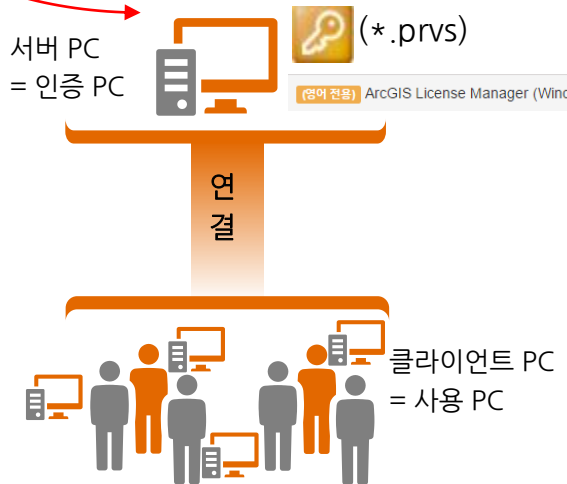 서버 PC
= 인증 PC
(*.prvs)
(영어 전용) ArcGIS License Manager
연
결
클라이언트 PC
= 사용 PC